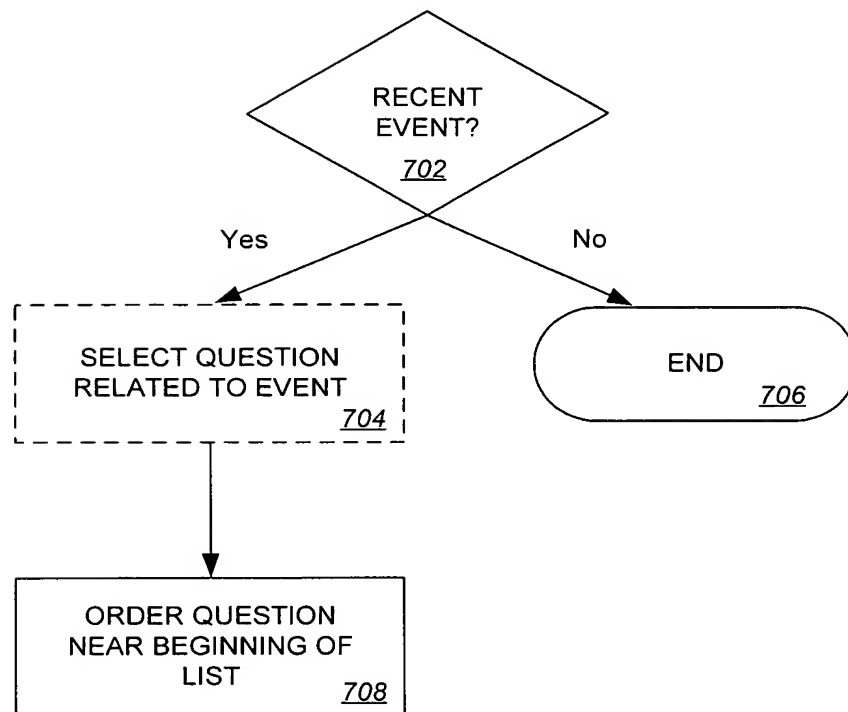 RECENT
EVENT?
702
Yes
No
SELECT QUESTION
RELATED TO EVENT
704
END
706
ORDER QUESTION
NEAR BEGINNING OF
LIST
708